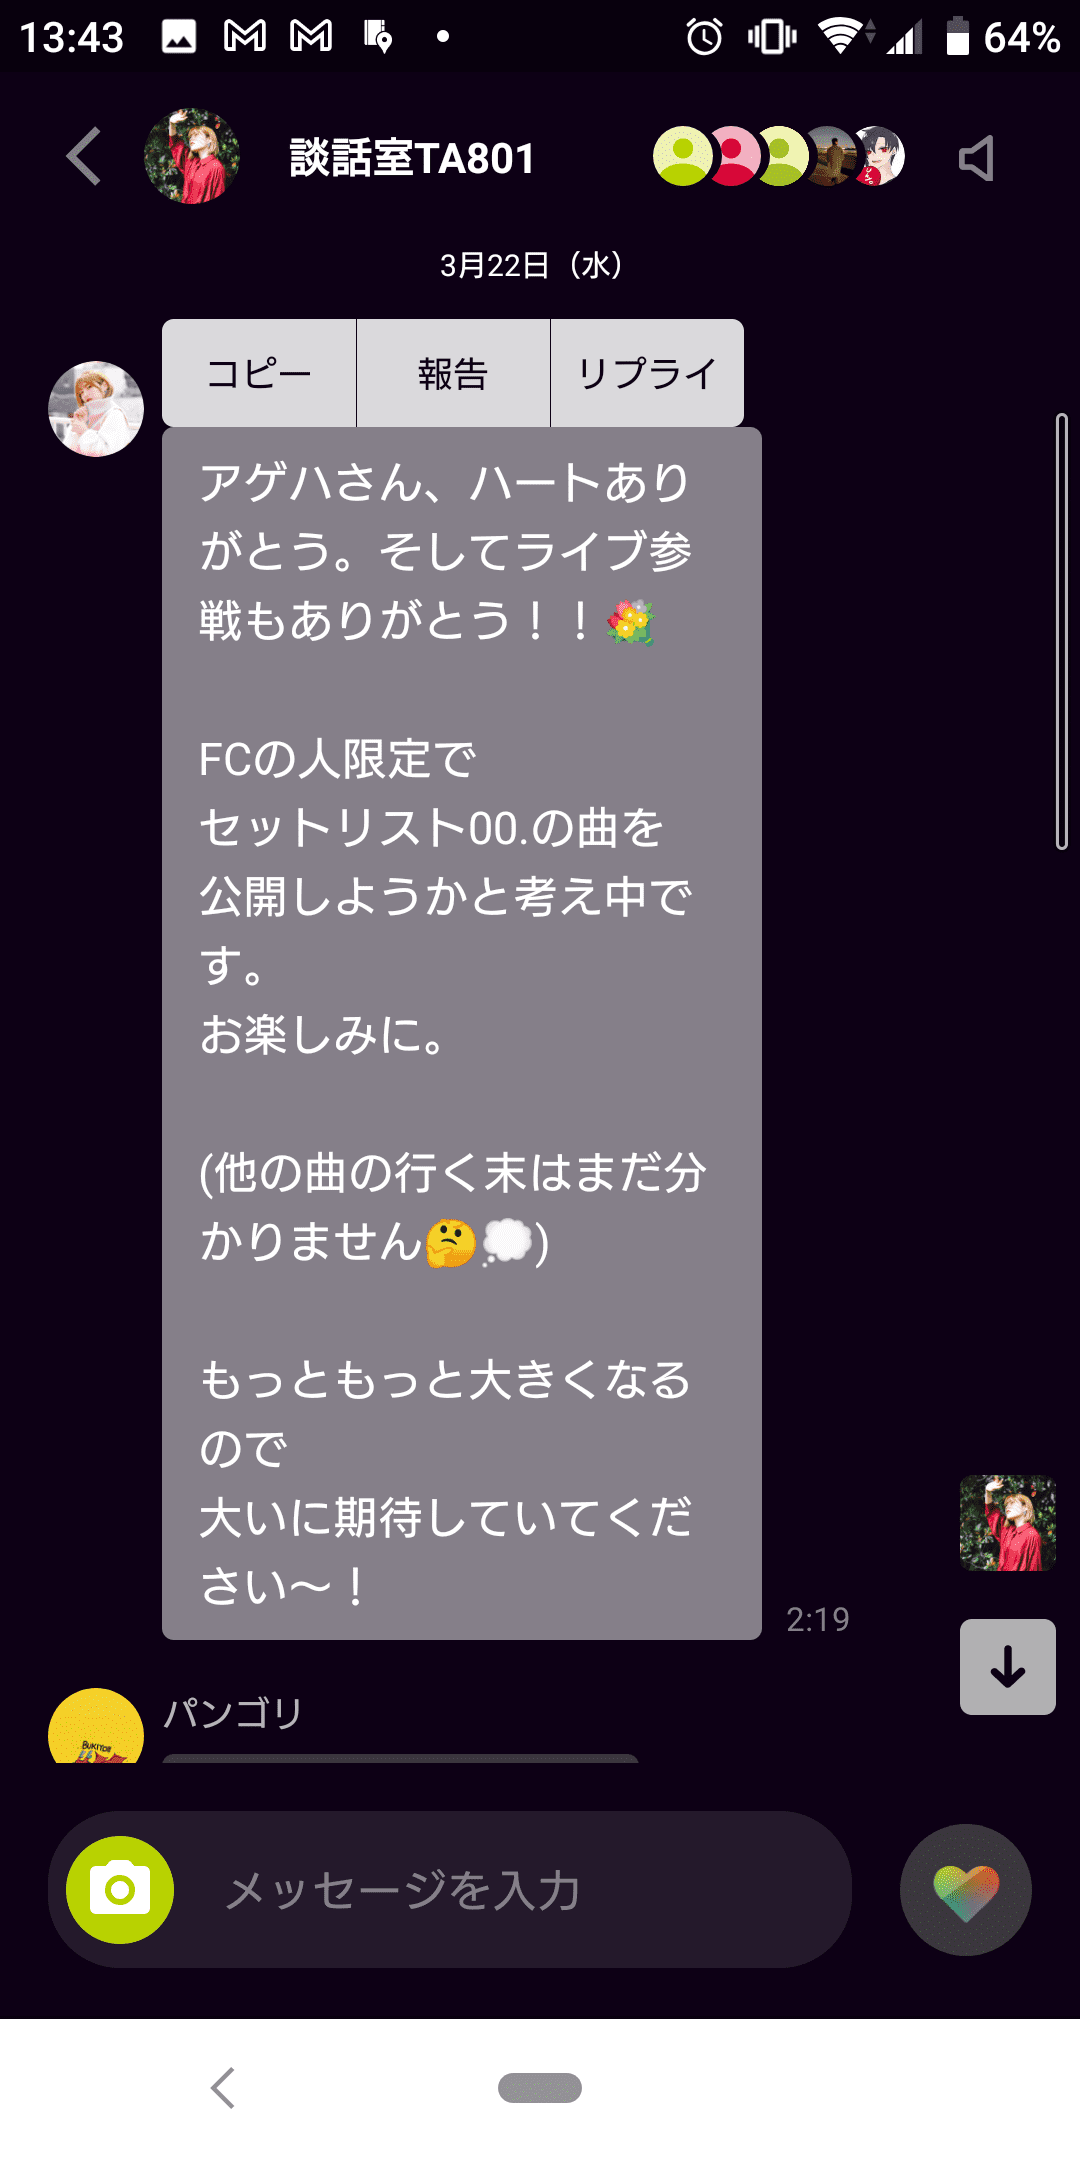 13:43
64%
談話室TA801
3月22日（水）
コピー 報告 リプライ
アゲハさん、ハートあり
がとう。そしてライブ参
戦もありがとう！！💐
FCの人限定で
セットリスト00.の曲を
公開しようかと考え中で
す。
お楽しみに。
(他の曲の行く末はまだ分
かりません🤔💭)
もっともっと大きくなる
ので
大いに期待していてくだ
さい〜！
2:19
パンゴリ
メッセージを入力